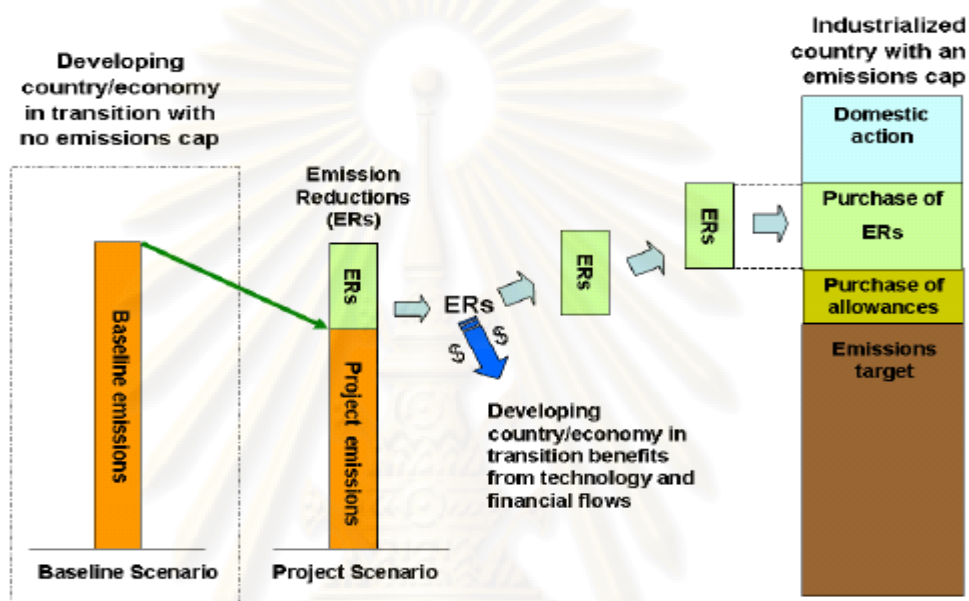 Developing
country/economy
in transition with
no emissions cap
Baseline emissions
Baseline Scenario
Emission
Reductions
(ERs)
ERs
Project emissions
Project Scenario
ERs
$
$
Developing
country/economy in
transition benefits
from technology and
financial flows
ERs
ERs
Industrialized
country with an
emissions cap
Domestic
action
Purchase of
ERs
Purchase of
allowances
Emissions
target